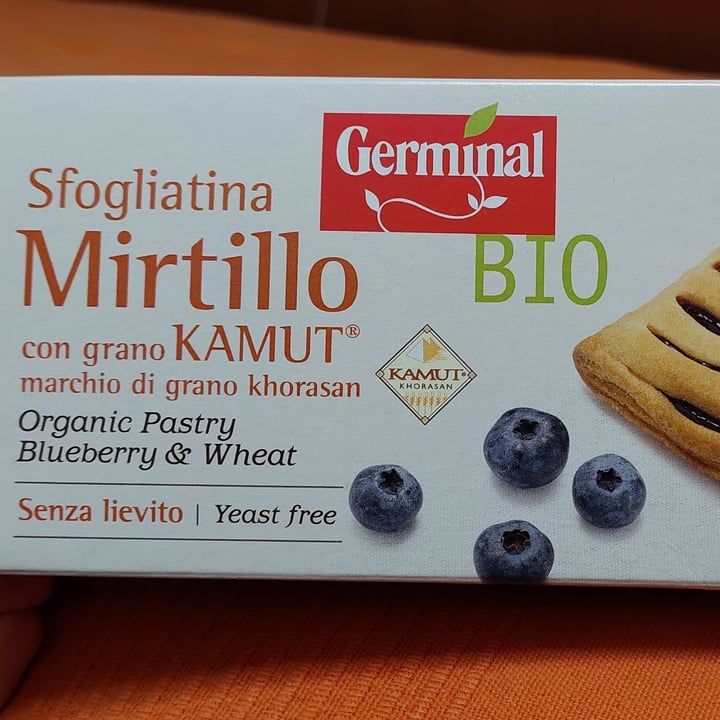 Germinal
BIO
Sfogliatina
Mirtillo
con grano KAMUT®
marchio di grano khorasan
KAMUT®
KHORASAN
Organic Pastry
Blueberry & Wheat
Senza lievito | Yeast free